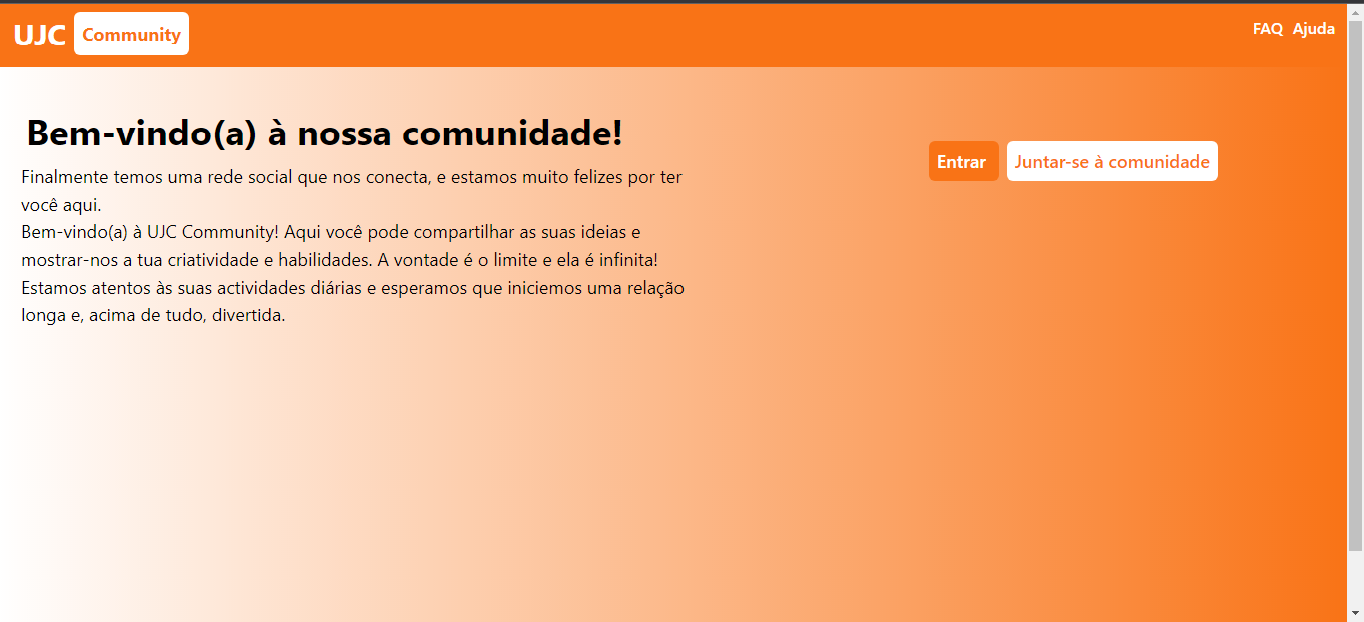 UJC Community
FAQ Ajuda
Bem-vindo(a) à nossa comunidade!
Finalmente temos uma rede social que nos conecta, e estamos muito felizes por ter
você aqui.
Bem-vindo(a) à UJC Community! Aqui você pode compartilhar as suas ideias e
mostrar-nos a tua criatividade e habilidades. A vontade é o limite e ela é infinita!
Estamos atentos às suas actividades diárias e esperamos que iniciemos uma relação
longa e, acima de tudo, divertida.
Entrar Juntar-se à comunidade